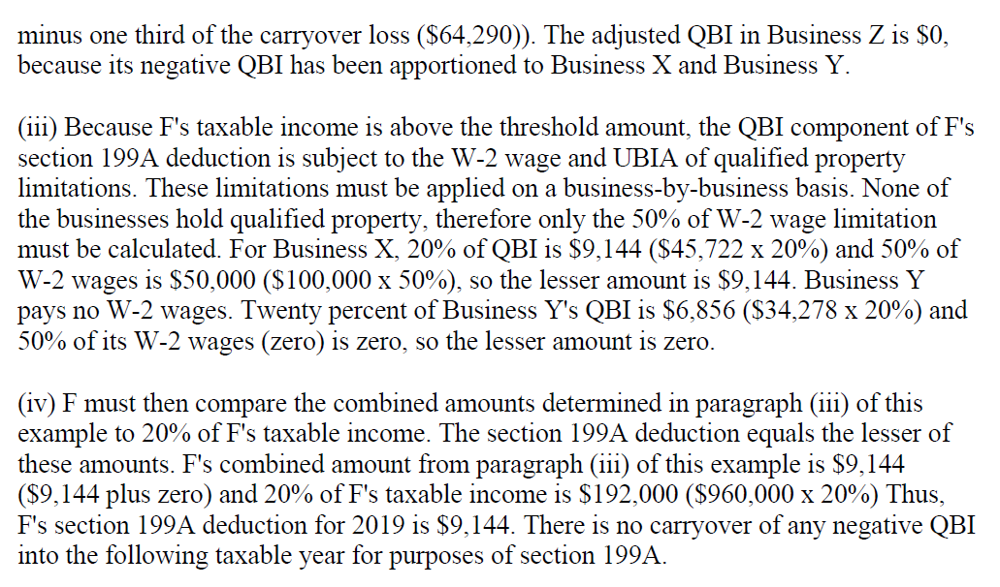 minus one third of the carryover loss ($64,290)). The adjusted QBI in Business Z is $0,
because its negative QBI has been apportioned to Business X and Business Y.
(iii) Because F's taxable income is above the threshold amount, the QBI component of F's
section 199A deduction is subject to the W-2 wage and UBIA of qualified property
limitations. These limitations must be applied on a business-by-business basis. None of
the businesses hold qualified property, therefore only the 50% of W-2 wage limitation
must be calculated. For Business X, 20% of QBI is $9,144 ($45,722 x 20%) and 50% of
W-2 wages is $50,000 ($100,000 x 50%), so the lesser amount is $9,144. Business Y
pays no W-2 wages. Twenty percent of Business Y's QBI is $6,856 ($34,278 x 20%) and
50% of its W-2 wages (zero) is zero, so the lesser amount is zero.
(iv) F must then compare the combined amounts determined in paragraph (iii) of this
example to 20% of F's taxable income. The section 199A deduction equals the lesser of
these amounts. F's combined amount from paragraph (iii) of this example is $9,144
($9,144 plus zero) and 20% of F's taxable income is $192,000 ($960,000 x 20%) Thus,
F's section 199A deduction for 2019 is $9,144. There is no carryover of any negative QBI
into the following taxable year for purposes of section 199A.